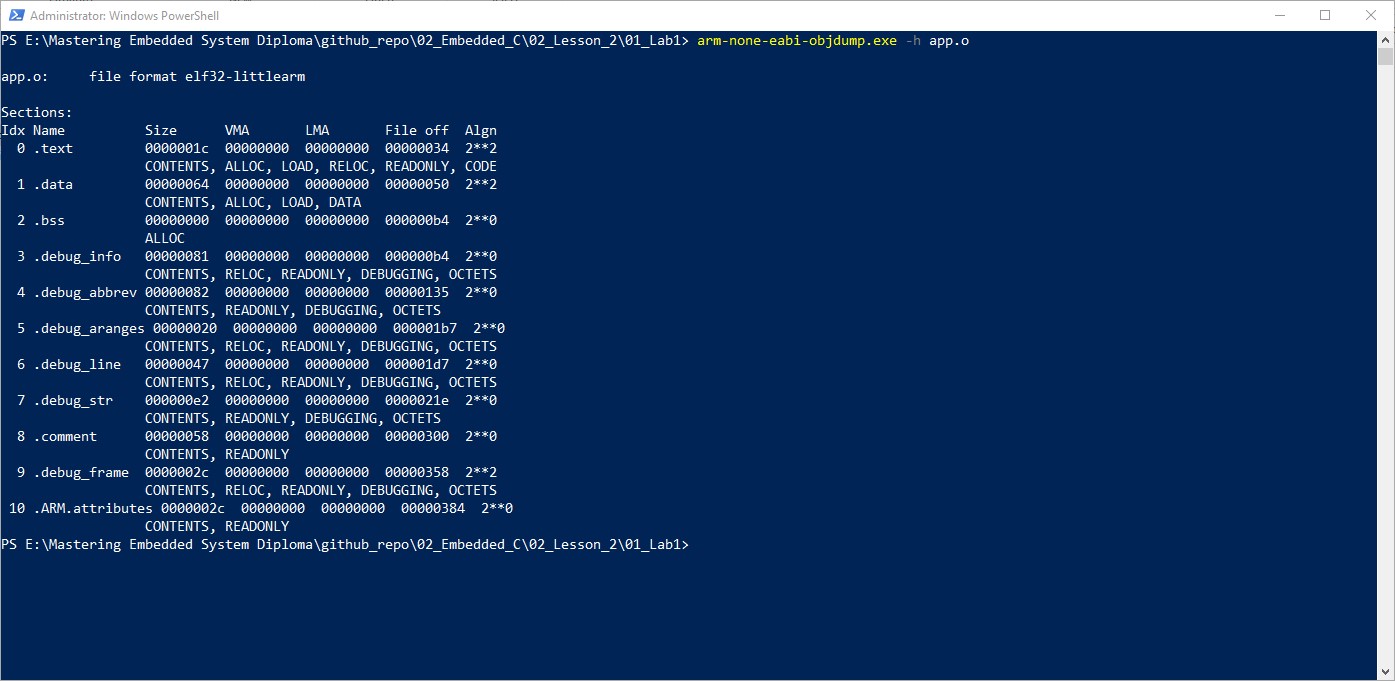 Administrator: Windows PowerShell
PS E:\Mastering Embedded System Diploma\github_repo\02_Embedded_C\02_Lesson_2\01_Lab1> arm-none-eabi-objdump.exe -h app.o

app.o:     file format elf32-littlearm

Sections:
Idx Name          Size      VMA       LMA       File off  Algn
  0 .text         0000001c  00000000  00000000  00000034  2**2
                  CONTENTS, ALLOC, LOAD, RELOC, READONLY, CODE
  1 .data         00000064  00000000  00000000  00000050  2**2
                  CONTENTS, ALLOC, LOAD, DATA
  2 .bss          00000000  00000000  00000000  000000b4  2**0
                  ALLOC
  3 .debug_info   00000081  00000000  00000000  000000b4  2**0
                  CONTENTS, RELOC, READONLY, DEBUGGING, OCTETS
  4 .debug_abbrev 00000082  00000000  00000000  00000135  2**0
                  CONTENTS, READONLY, DEBUGGING, OCTETS
  5 .debug_aranges 00000020  00000000  00000000  000001b7  2**0
                  CONTENTS, RELOC, READONLY, DEBUGGING, OCTETS
  6 .debug_line   00000047  00000000  00000000  000001d7  2**0
                  CONTENTS, RELOC, READONLY, DEBUGGING, OCTETS
  7 .debug_str    000000e2  00000000  00000000  0000021e  2**0
                  CONTENTS, READONLY, DEBUGGING, OCTETS
  8 .comment      00000058  00000000  00000000  00000300  2**0
                  CONTENTS, READONLY
  9 .debug_frame  0000002c  00000000  00000000  00000358  2**2
                  CONTENTS, RELOC, READONLY, DEBUGGING, OCTETS
 10 .ARM.attributes 0000002c  00000000  00000000  00000384  2**0
                  CONTENTS, READONLY
PS E:\Mastering Embedded System Diploma\github_repo\02_Embedded_C\02_Lesson_2\01_Lab1>